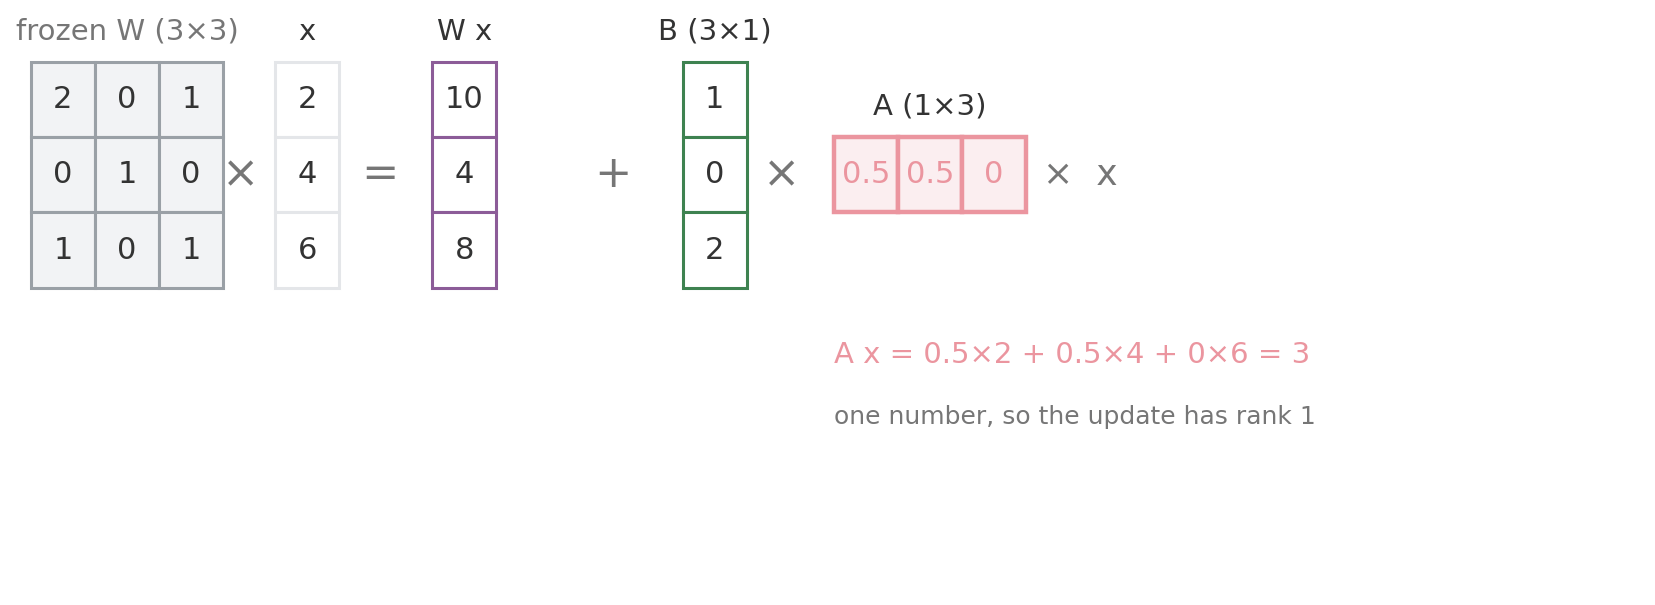 frozen W (3×3) x W x B (3×1)
A (1×3)
2 0 1 2 10 1
0 1 0 × 4 = 4 + 0 × 0.5 0.5 0 × x
1 0 1 6 8 2
A x = 0.5×2 + 0.5×4 + 0×6 = 3
one number, so the update has rank 1